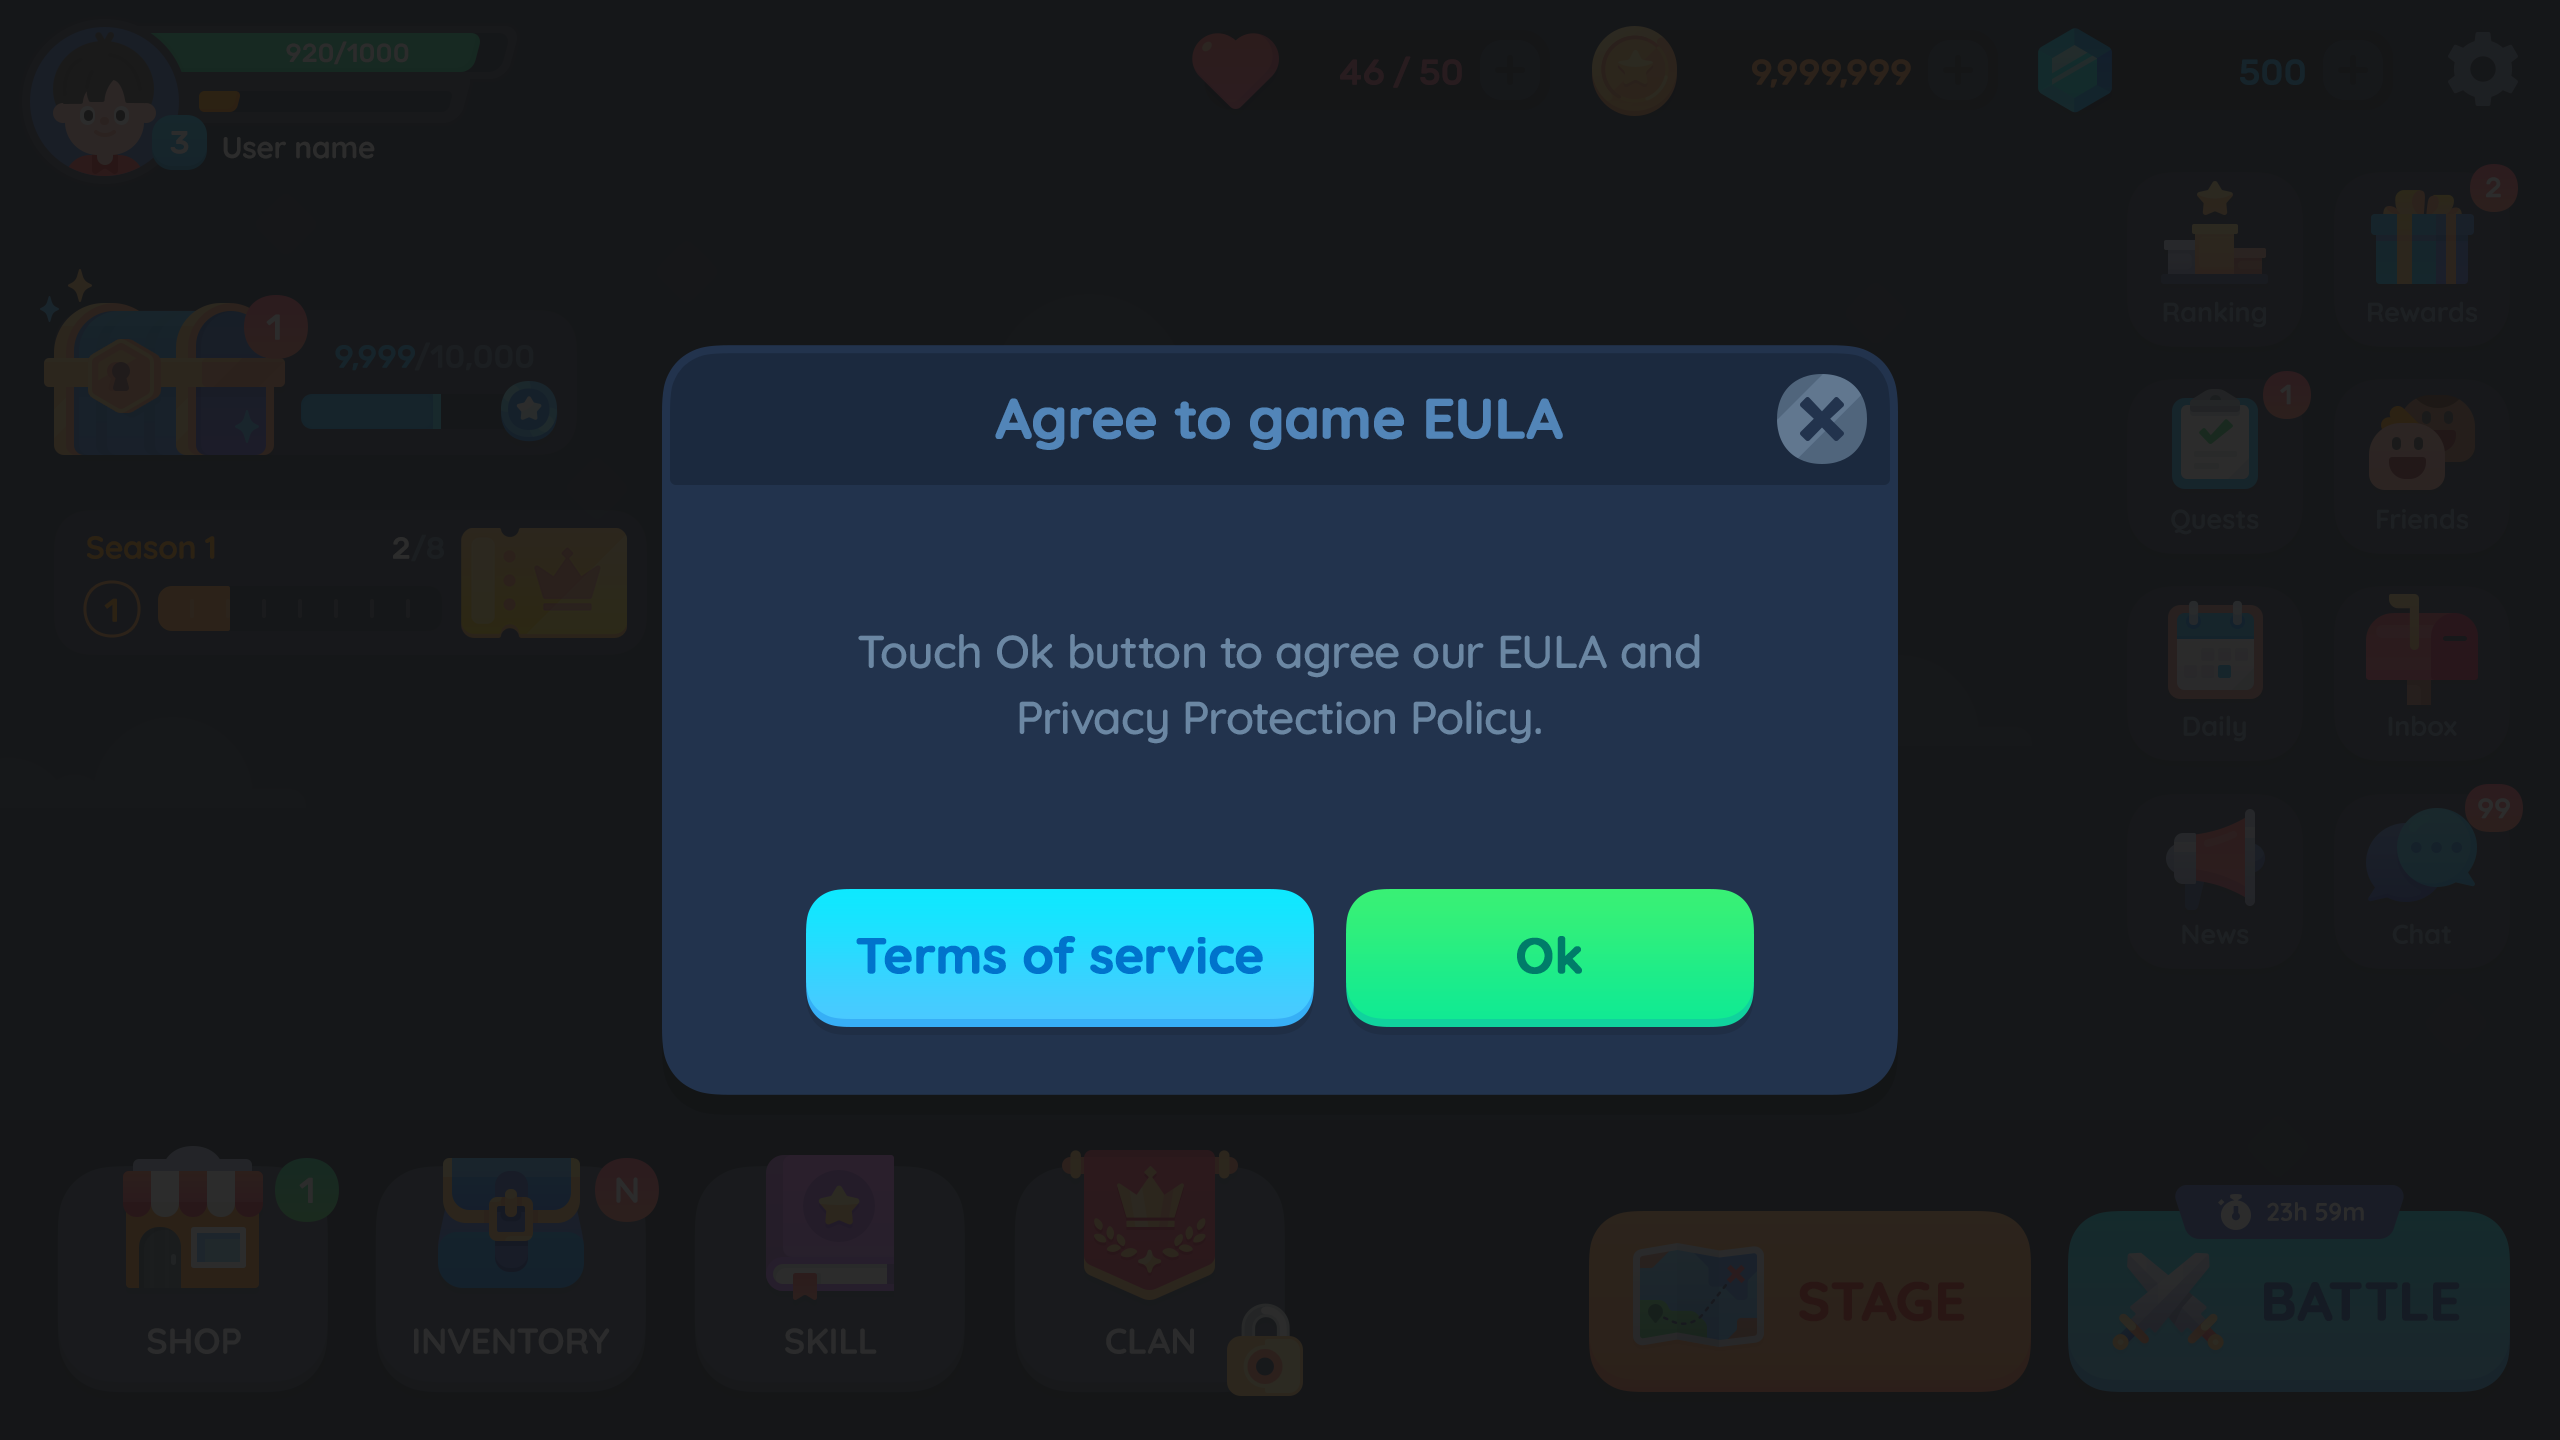 920/1000
3
User name
46 / 50
9,999,999
500
1
9,999/10,000
Season 1
2/8
1
Ranking
2
Rewards
1
Quests
Friends
Daily
Inbox
News
99
Chat
Agree to game EULA
Touch Ok button to agree our EULA and
Privacy Protection Policy.
Terms of service
Ok
1
SHOP
N
INVENTORY
SKILL
CLAN
STAGE
23h 59m
BATTLE